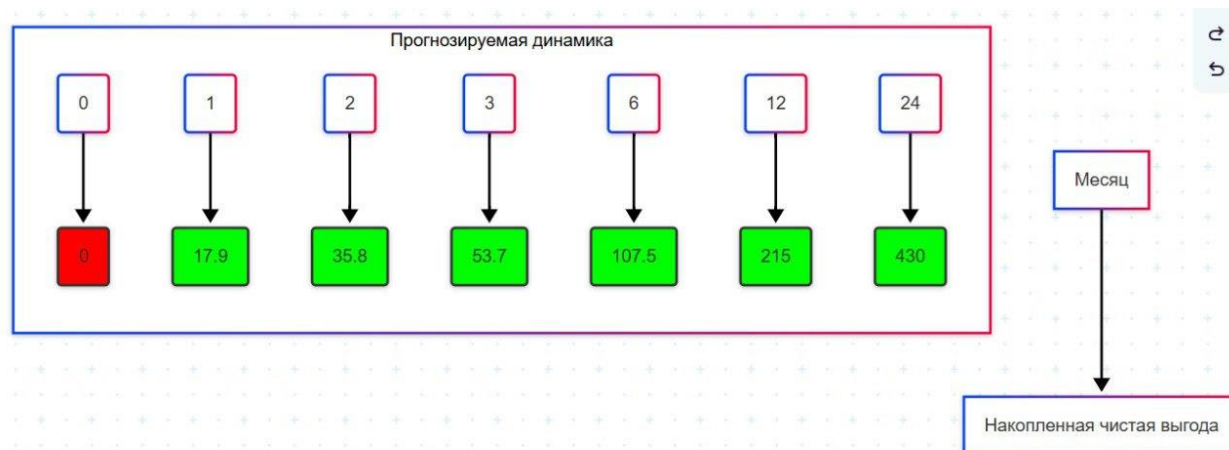 Прогнозируемая динамика
0 1 2 3 6 12 24
0 17.9 35.8 53.7 107.5 215 430
Месяц
Накопленная чистая выгода